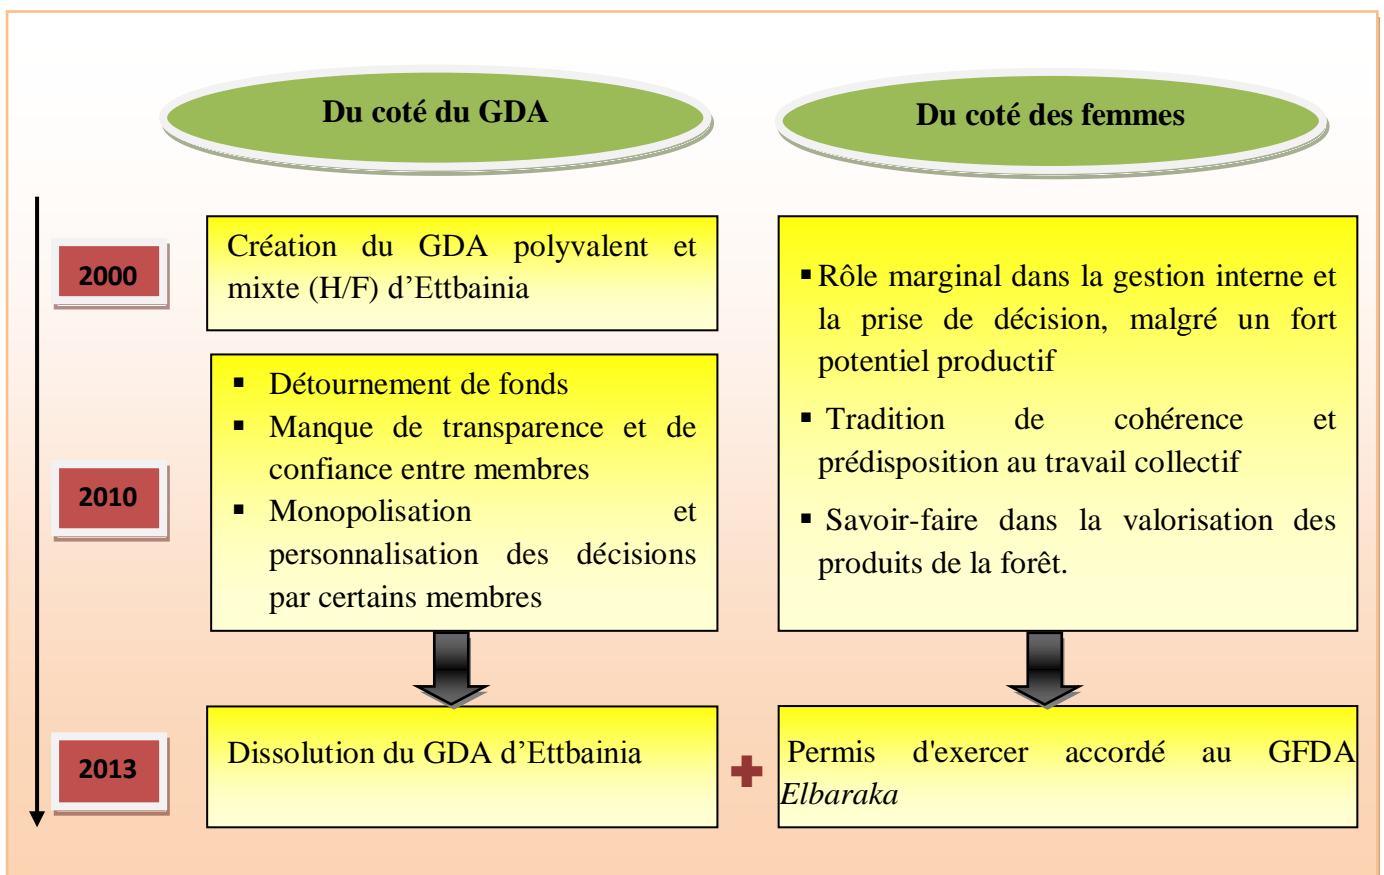 Du coté du GDA
Du coté des femmes
2000
Création du GDA polyvalent et
mixte (H/F) d’Ettbainia
2010
▪ Détournement de fonds
▪ Manque de transparence et de
confiance entre membres
▪ Monopolisation et
personnalisation des décisions
par certains membres
▪ Rôle marginal dans la gestion interne et
la prise de décision, malgré un fort
potentiel productif
▪ Tradition de cohérence et
prédisposition au travail collectif
▪ Savoir-faire dans la valorisation des
produits de la forêt.
2013
Dissolution du GDA d’Ettbainia
Permis d'exercer accordé au GFDA
Elbaraka